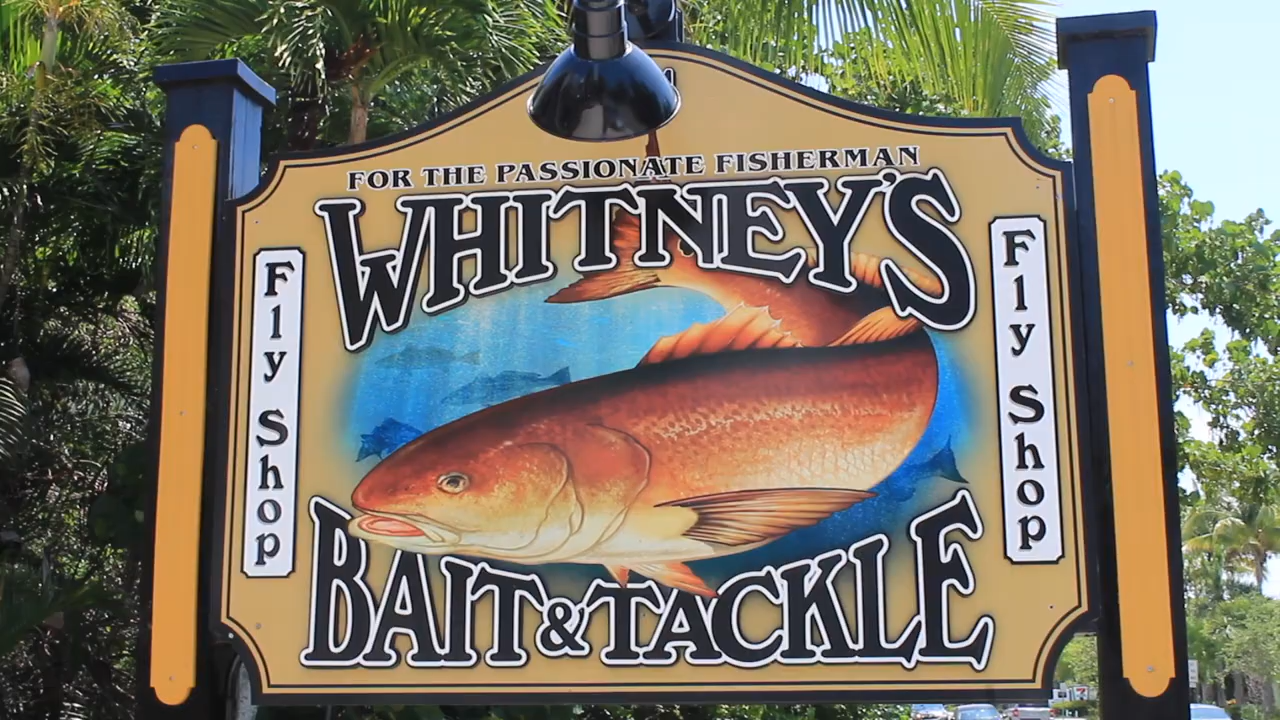 FOR THE PASSIONATE FISHERMAN
WHITNEY'S
Fly Shop
Fly Shop
BAIT & TACKLE